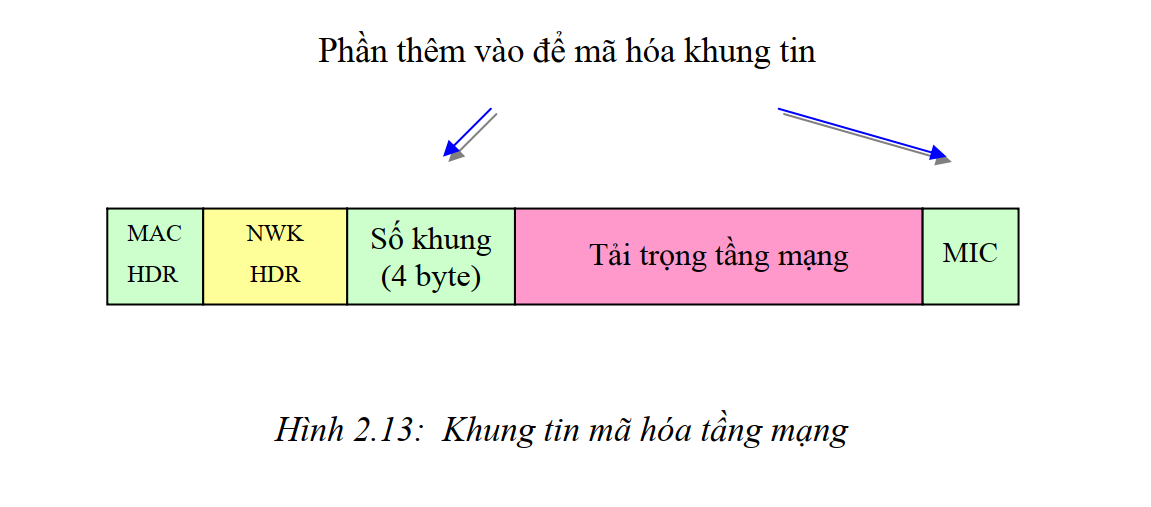 Phần thêm vào để mã hóa khung tin
MAC
HDR
NWK
HDR
Số khung
(4 byte)
Tải trọng tầng mạng
MIC
Hình 2.13: Khung tin mã hóa tầng mạng